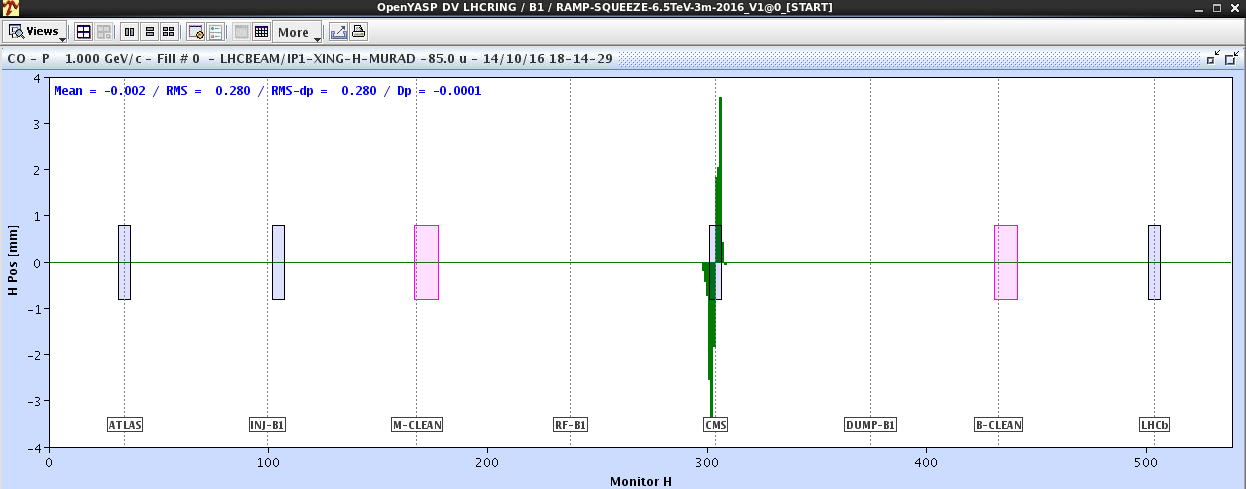 OpenYASP DV LHCRING / B1 / RAMP-SQUEEZE-6.5TeV-3m-2016_V1@0_[START]
Views More
CO - P 1.000 GeV/c - Fill # 0 - LHCBEAM/IP1-XING-H-MURAD -85.0 u - 14/10/16 18-14-29
Mean = -0.002 / RMS = 0.280 / RMS-dp = 0.280 / Dp = -0.0001
4
3
2
1
0
-1
-2
-3
-4
H Pos [mm]
ATLAS INJ-B1 M-CLEAN RF-B1 CMS DUMP-B1 B-CLEAN LHCb
0 100 200 300 400 500
Monitor H